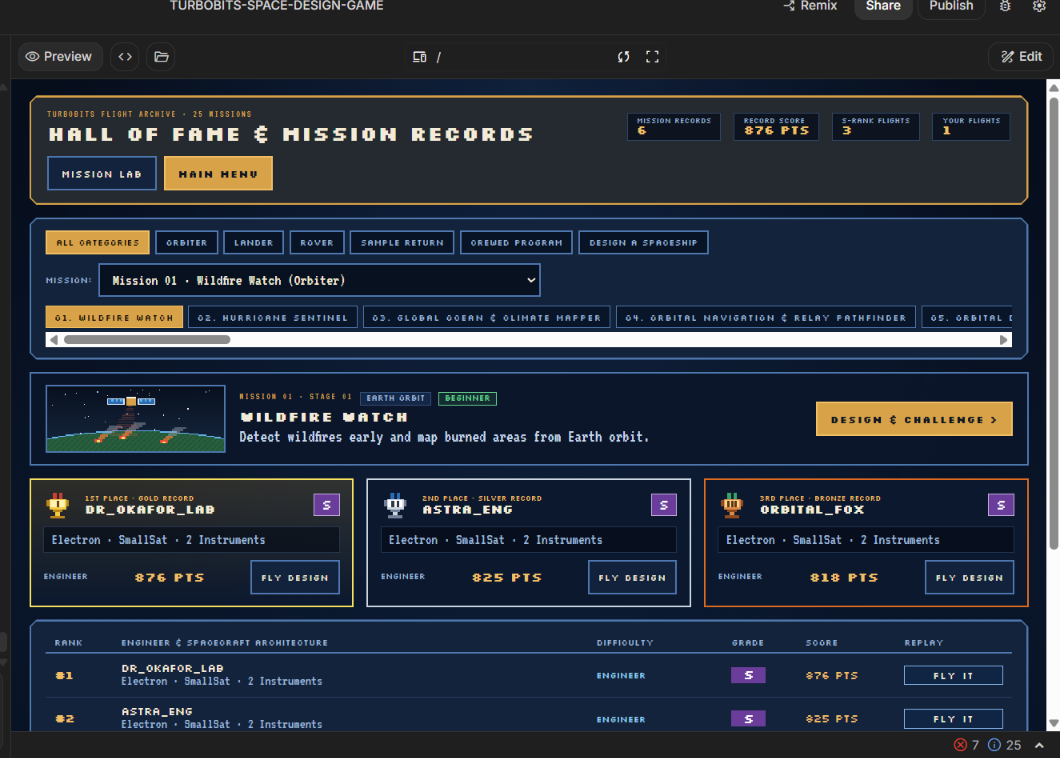 TURBOBITS-SPACE-DESIGN-GAME
Remix
Share
Publish
Preview
/
Edit
TURBOBITS FLIGHT ARCHIVE · 25 MISSIONS
HALL OF FAME & MISSION RECORDS
MISSION RECORDS
6
RECORD SCORE
876 PTS
S-RANK FLIGHTS
3
YOUR FLIGHTS
1
MISSION LAB
MAIN MENU
ALL CATEGORIES
ORBITER
LANDER
ROVER
SAMPLE RETURN
CREWED PROGRAM
DESIGN A SPACESHIP
MISSION:
Mission 01 · Wildfire Watch (Orbiter)
01. WILDFIRE WATCH
02. HURRICANE SENTINEL
03. GLOBAL OCEAN & CLIMATE MAPPER
04. ORBITAL NAVIGATION & RELAY PATHFINDER
05. ORBITAL
MISSION 01 · STAGE 01
EARTH ORBIT
BEGINNER
WILDFIRE WATCH
Detect wildfires early and map burned areas from Earth orbit.
DESIGN & CHALLENGE >
1ST PLACE · GOLD RECORD
DR_OKAFOR_LAB
S
Electron · SmallSat · 2 Instruments
ENGINEER
876 PTS
FLY DESIGN
2ND PLACE · SILVER RECORD
ASTRA_ENG
S
Electron · SmallSat · 2 Instruments
ENGINEER
825 PTS
FLY DESIGN
3RD PLACE · BRONZE RECORD
ORBITAL_FOX
S
Electron · SmallSat · 2 Instruments
ENGINEER
818 PTS
FLY DESIGN
RANK
ENGINEER & SPACECRAFT ARCHITECTURE
DIFFICULTY
GRADE
SCORE
REPLAY
#1
DR_OKAFOR_LAB
Electron · SmallSat · 2 Instruments
ENGINEER
S
876 PTS
FLY IT
#2
ASTRA_ENG
Electron · SmallSat · 2 Instruments
ENGINEER
S
825 PTS
FLY IT
7
25